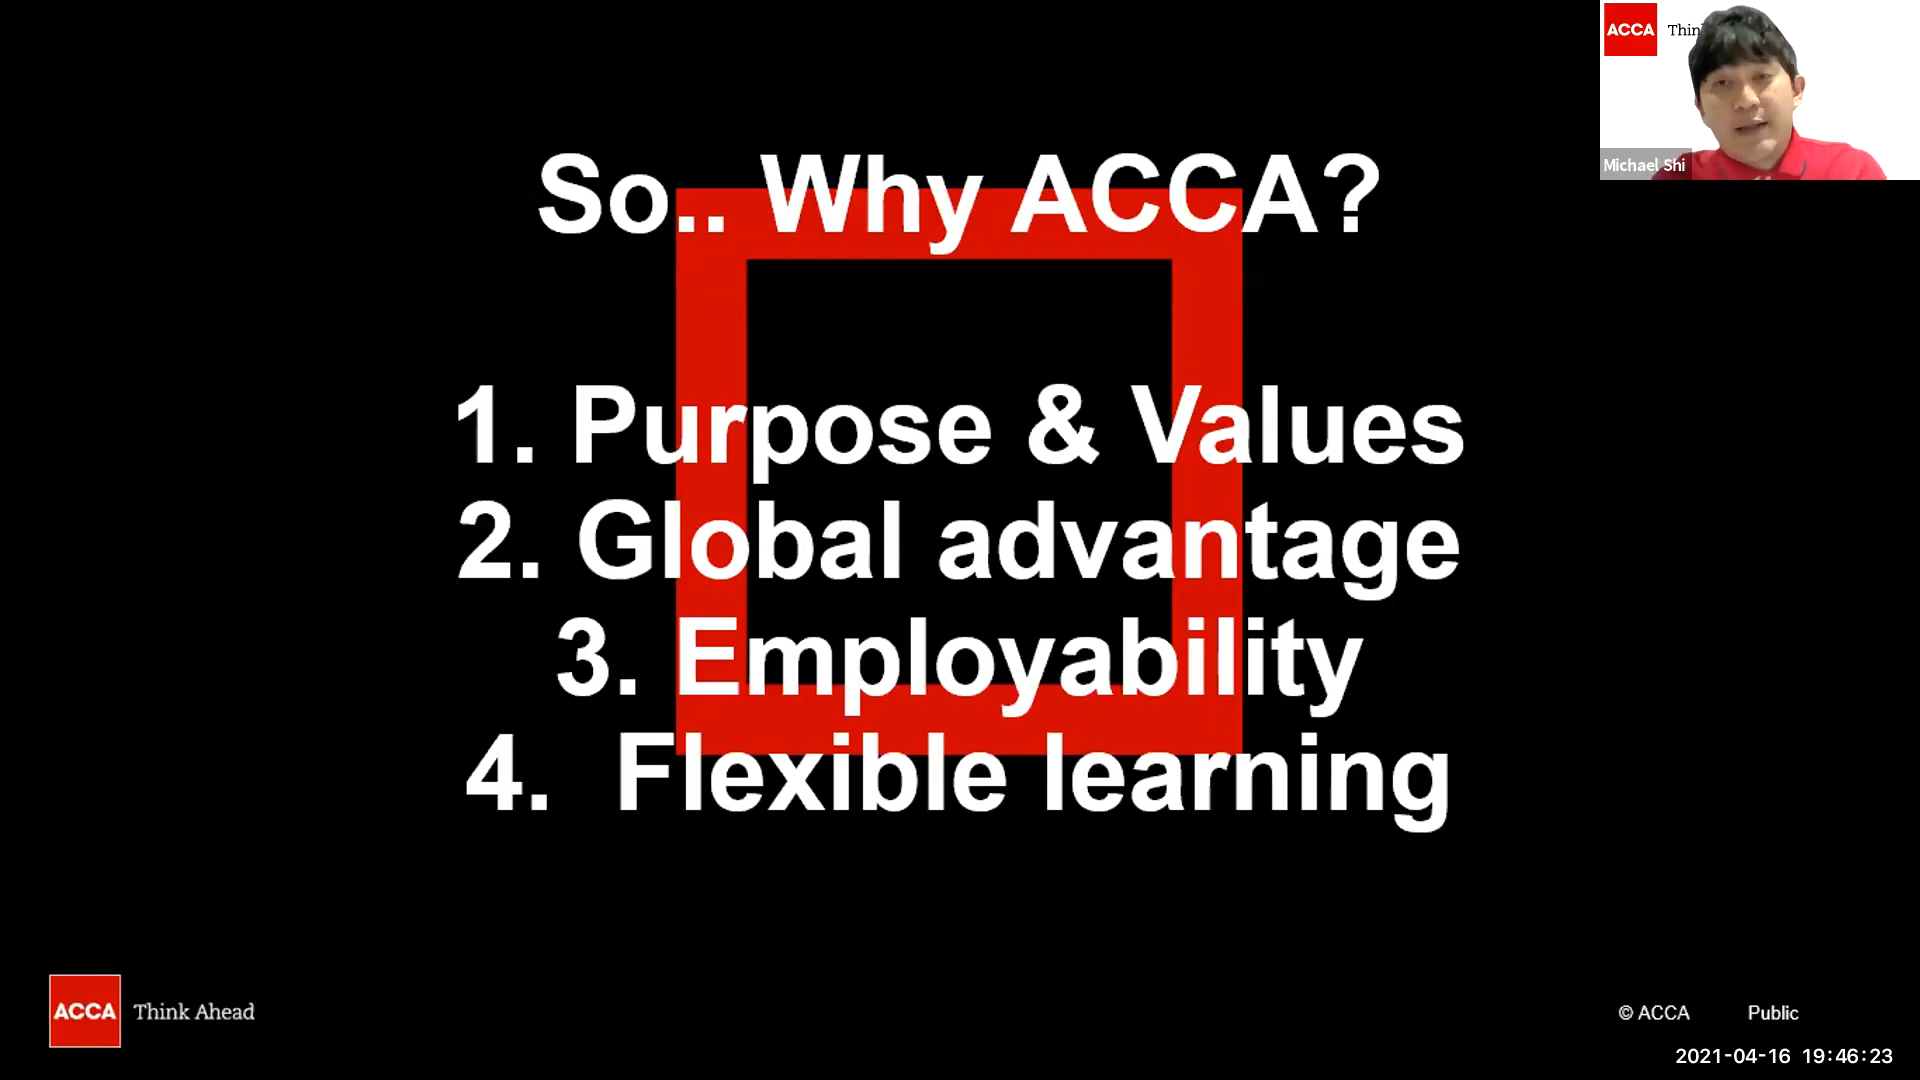 ACCA Thin
Michael Shi
So.. Why ACCA?
1. Purpose & Values
2. Global advantage
3. Employability
4. Flexible learning
ACCA Think Ahead
© ACCA Public
2021-04-16 19:46:23